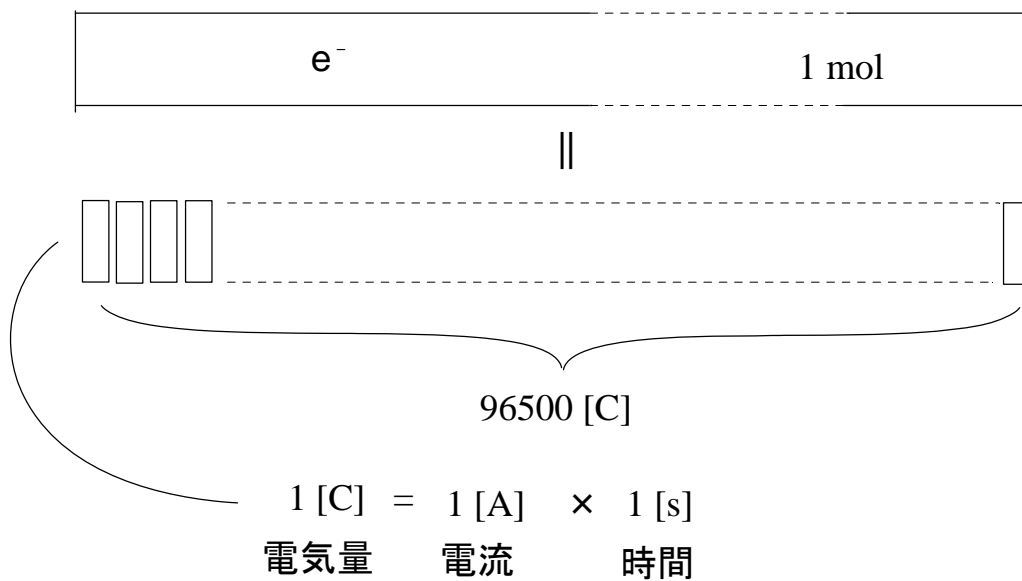 e⁻ 1 mol
||
96500 [C]
1 [C] = 1 [A] × 1 [s]
電気量 電流 時間